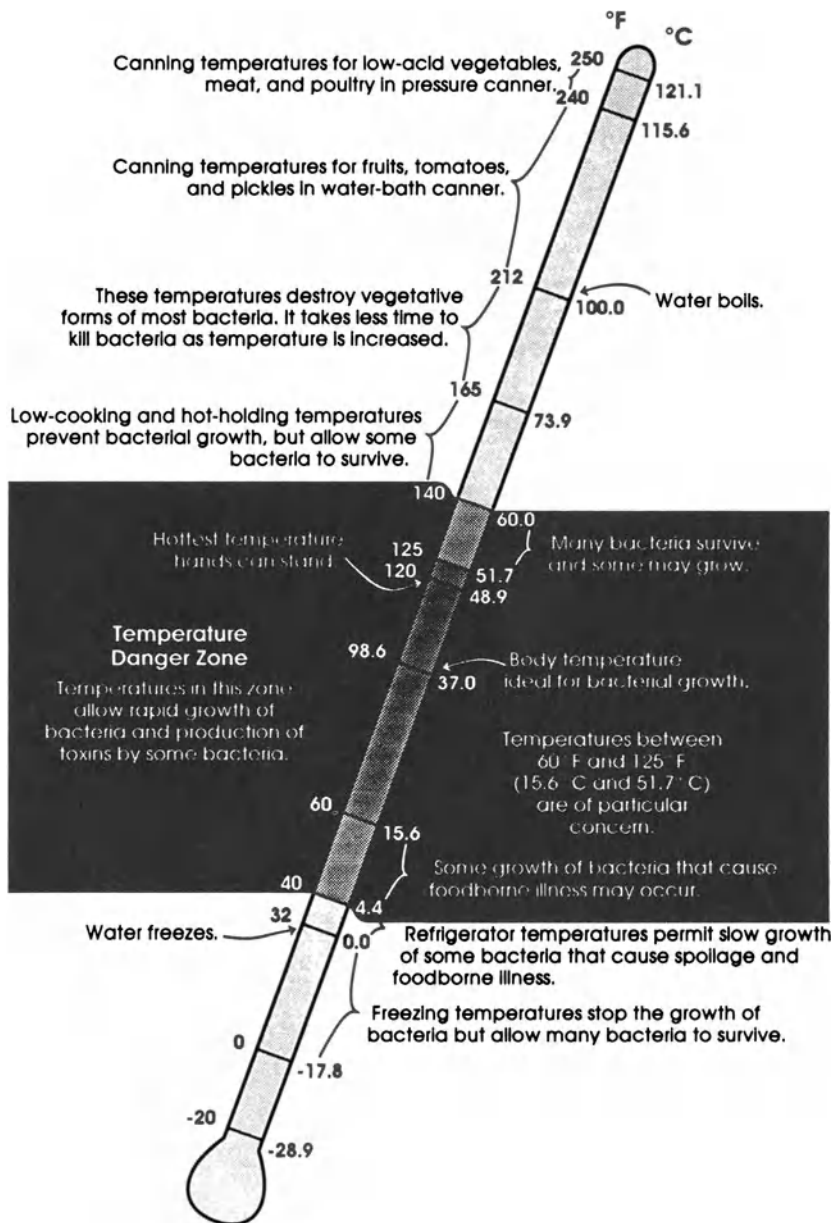 °F
°C
Canning temperatures for low-acid vegetables,
meat, and poultry in pressure canner.
250
240
121.1
115.6
Canning temperatures for fruits, tomatoes,
and pickles in water-bath canner.
212
100.0
Water boils.
These temperatures destroy vegetative
forms of most bacteria. It takes less time to
kill bacteria as temperature is increased.
165
73.9
Low-cooking and hot-holding temperatures
prevent bacterial growth, but allow some
bacteria to survive.
140
60.0
Hottest temperature
hands can stand
125
120
51.7
48.9
Many bacteria survive
and some may grow.
Temperature
Danger Zone
Temperatures in this zone
allow rapid growth of
bacteria and production of
toxins by some bacteria.
98.6
37.0
Body temperature
ideal for bacterial growth.
Temperatures between
60°F and 125°F
(15.6°C and 51.7°C)
are of particular
concern.
60
15.6
Some growth of bacteria that cause
foodborne illness may occur.
40
4.4
Water freezes.
32
0.0
Refrigerator temperatures permit slow growth
of some bacteria that cause spoilage and
foodborne illness.
Freezing temperatures stop the growth of
bacteria but allow many bacteria to survive.
0
-17.8
-20
-28.9